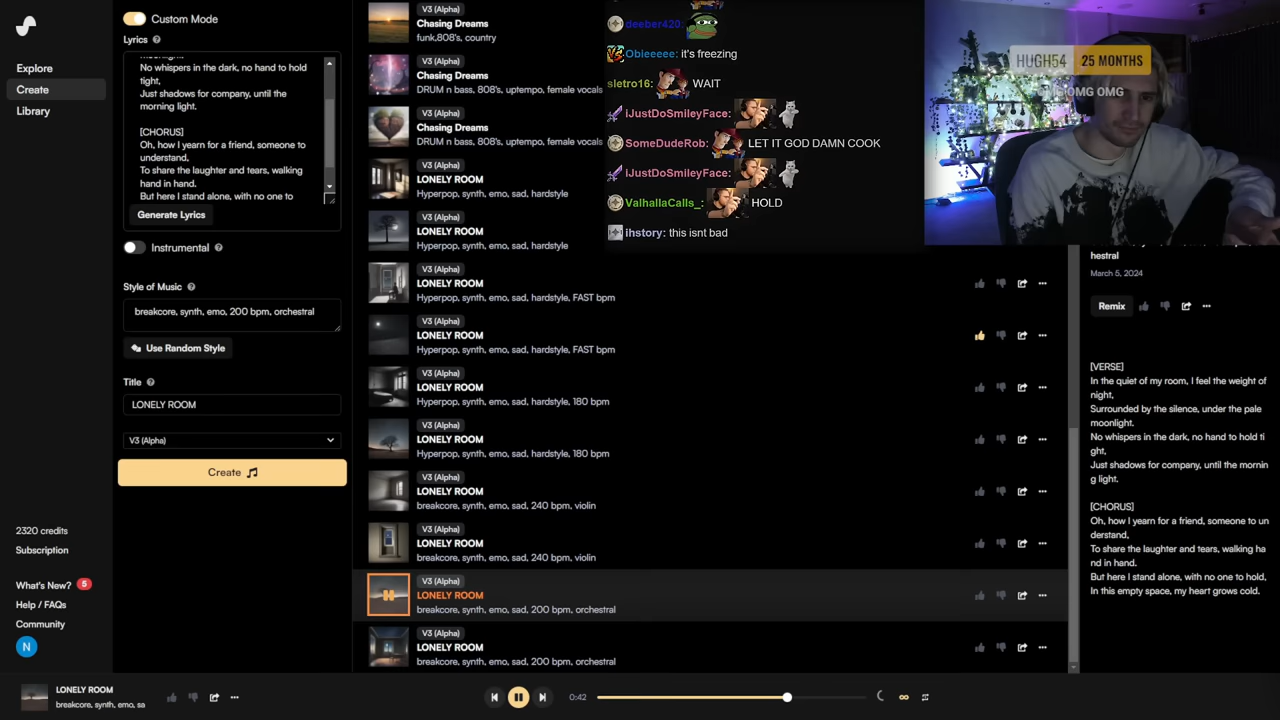 Explore
Create
Library
2320 credits
Subscription
What's New? 5
Help / FAQs
Community
N
Custom Mode
Lyrics
No whispers in the dark, no hand to hold
tight,
Just shadows for company, until the
morning light.
[CHORUS]
Oh, how I yearn for a friend, someone to
understand,
To share the laughter and tears, walking
hand in hand.
But here I stand alone, with no one to
Generate Lyrics
Instrumental
Style of Music
breakcore, synth, emo, 200 bpm, orchestral
Use Random Style
Title
LONELY ROOM
V3 (Alpha)
Create
V3 (Alpha)
Chasing Dreams
funk,808's, country
V3 (Alpha)
Chasing Dreams
DRUM n bass, 808's, uptempo, female vocals
V3 (Alpha)
Chasing Dreams
DRUM n bass, 808's, uptempo, female vocals
V3 (Alpha)
LONELY ROOM
Hyperpop, synth, emo, sad, hardstyle
V3 (Alpha)
LONELY ROOM
Hyperpop, synth, emo, sad, hardstyle
V3 (Alpha)
LONELY ROOM
Hyperpop, synth, emo, sad, hardstyle, FAST bpm
V3 (Alpha)
LONELY ROOM
Hyperpop, synth, emo, sad, hardstyle, FAST bpm
V3 (Alpha)
LONELY ROOM
Hyperpop, synth, emo, sad, hardstyle, 180 bpm
V3 (Alpha)
LONELY ROOM
Hyperpop, synth, emo, sad, hardstyle, 180 bpm
V3 (Alpha)
LONELY ROOM
breakcore, synth, emo, sad, 240 bpm, violin
V3 (Alpha)
LONELY ROOM
breakcore, synth, emo, sad, 240 bpm, violin
V3 (Alpha)
LONELY ROOM
breakcore, synth, emo, sad, 200 bpm, orchestral
V3 (Alpha)
LONELY ROOM
breakcore, synth, emo, sad, 200 bpm, orchestral
deeber420:
Obieeeee: it's freezing
sletro16: WAIT
IJustDoSmileyFace:
SomeDudeRob: LET IT GOD DAMN COOK
IJustDoSmileyFace:
ValhallaCalls_: HOLD
ihstory: this isnt bad
HUGH54 25 MONTHS
OMG OMG OMG
hestral
March 5, 2024
Remix
[VERSE]
In the quiet of my room, I feel the weight of
night,
Surrounded by the silence, under the pale
moonlight.
No whispers in the dark, no hand to hold ti
ght,
Just shadows for company, until the mornin
g light.
[CHORUS]
Oh, how I yearn for a friend, someone to un
derstand,
To share the laughter and tears, walking ha
nd in hand.
But here I stand alone, with no one to hold,
In this empty space, my heart grows cold.
LONELY ROOM
breakcore, synth, emo, sa
0:42